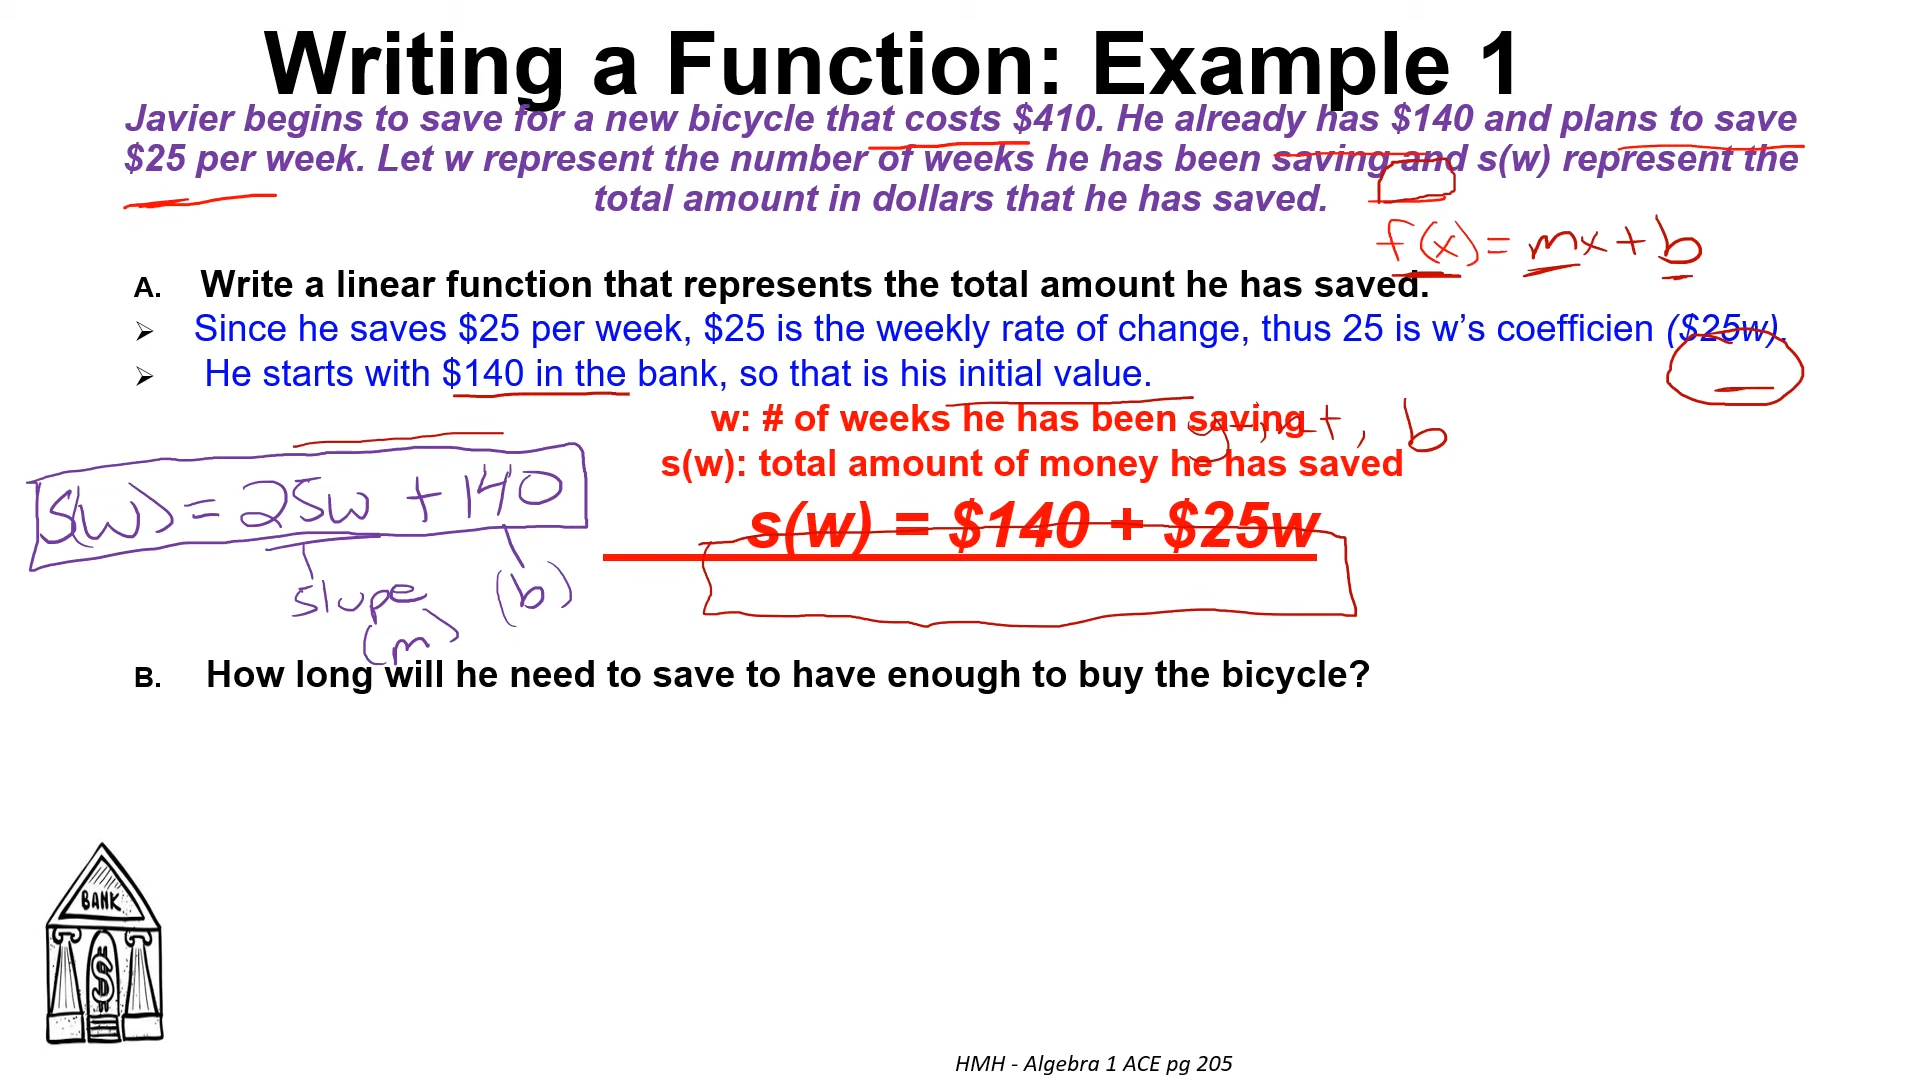 Writing a Function: Example 1
Javier begins to save for a new bicycle that costs $410. He already has $140 and plans to save
$25 per week. Let w represent the number of weeks he has been saving and s(w) represent the
total amount in dollars that he has saved.
f(x) = mx + b
A. Write a linear function that represents the total amount he has saved.
➢ Since he saves $25 per week, $25 is the weekly rate of change, thus 25 is w’s coefficien ($25w).
➢ He starts with $140 in the bank, so that is his initial value.
w: # of weeks he has been saving
y-int, b
s(w): total amount of money he has saved
s(w) = 25w + 140
s(w) = $140 + $25w
slope (b)
(m)
B. How long will he need to save to have enough to buy the bicycle?
BANK
$
HMH - Algebra 1 ACE pg 205